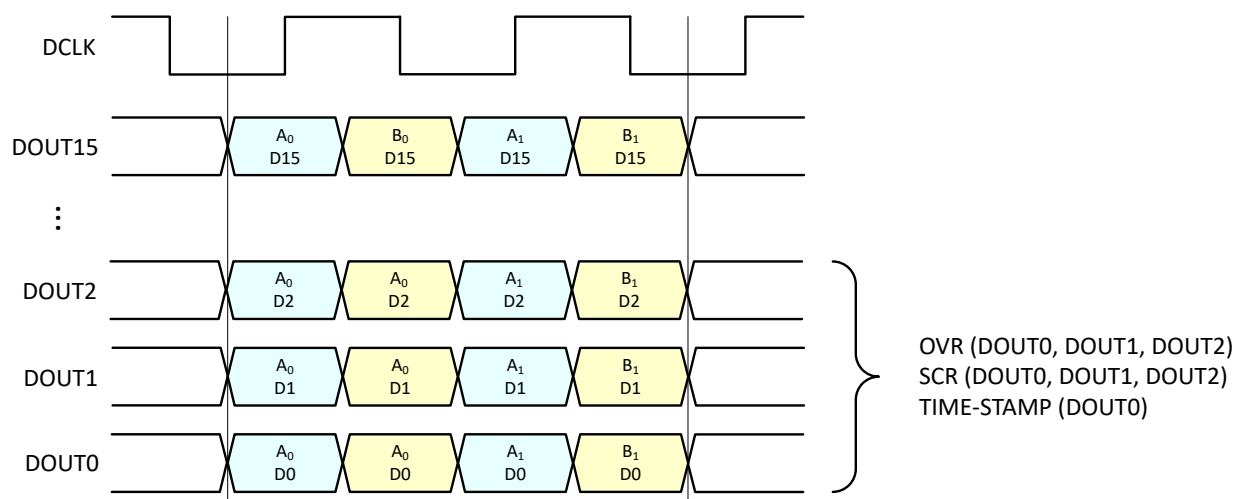 DCLK
DOUT15
A₀ B₀ A₁ B₁
D15 D15 D15 D15
⋮
DOUT2
A₀ A₀ A₁ B₁
D2 D2 D2 D2
DOUT1
A₀ A₀ A₁ B₁
D1 D1 D1 D1
DOUT0
A₀ A₀ A₁ B₁
D0 D0 D0 D0
OVR (DOUT0, DOUT1, DOUT2)
SCR (DOUT0, DOUT1, DOUT2)
TIME-STAMP (DOUT0)